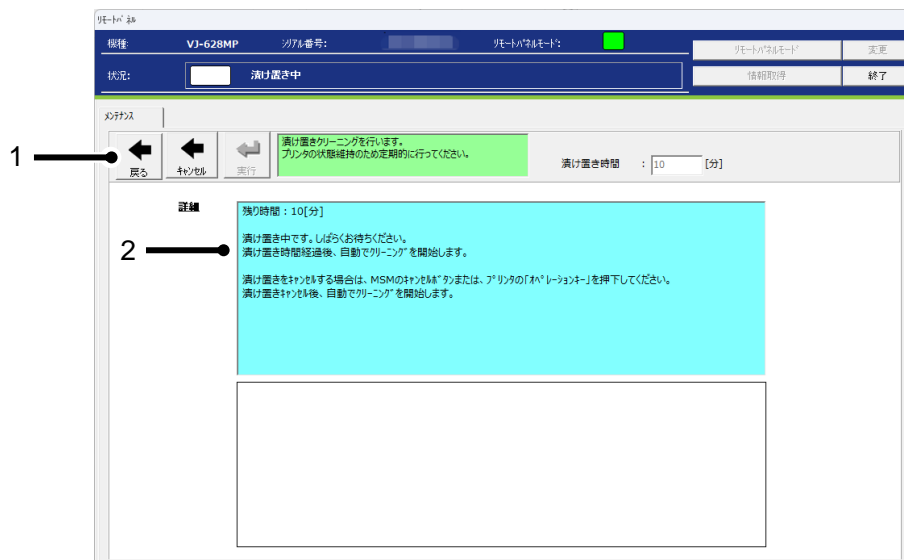 リモートパネル
機種: VJ-628MP シリアル番号: リモートパネルモード:
リモートパネルモード 変更
状況: 漬け置き中
情報取得 終了
メンテナンス
1
戻る キャンセル 実行
漬け置きクリーニングを行います。
プリンタの状態維持のため定期的に行ってください。
漬け置き時間 : 10 [分]
詳細
2
残り時間:10[分]
漬け置き中です。しばらくお待ちください。
漬け置き時間経過後、自動でクリーニングを開始します。
漬け置きをキャンセルする場合は、MSMのキャンセルボタンまたは、プリンタの「オペレーションキー」を押下してください。
漬け置きキャンセル後、自動でクリーニングを開始します。